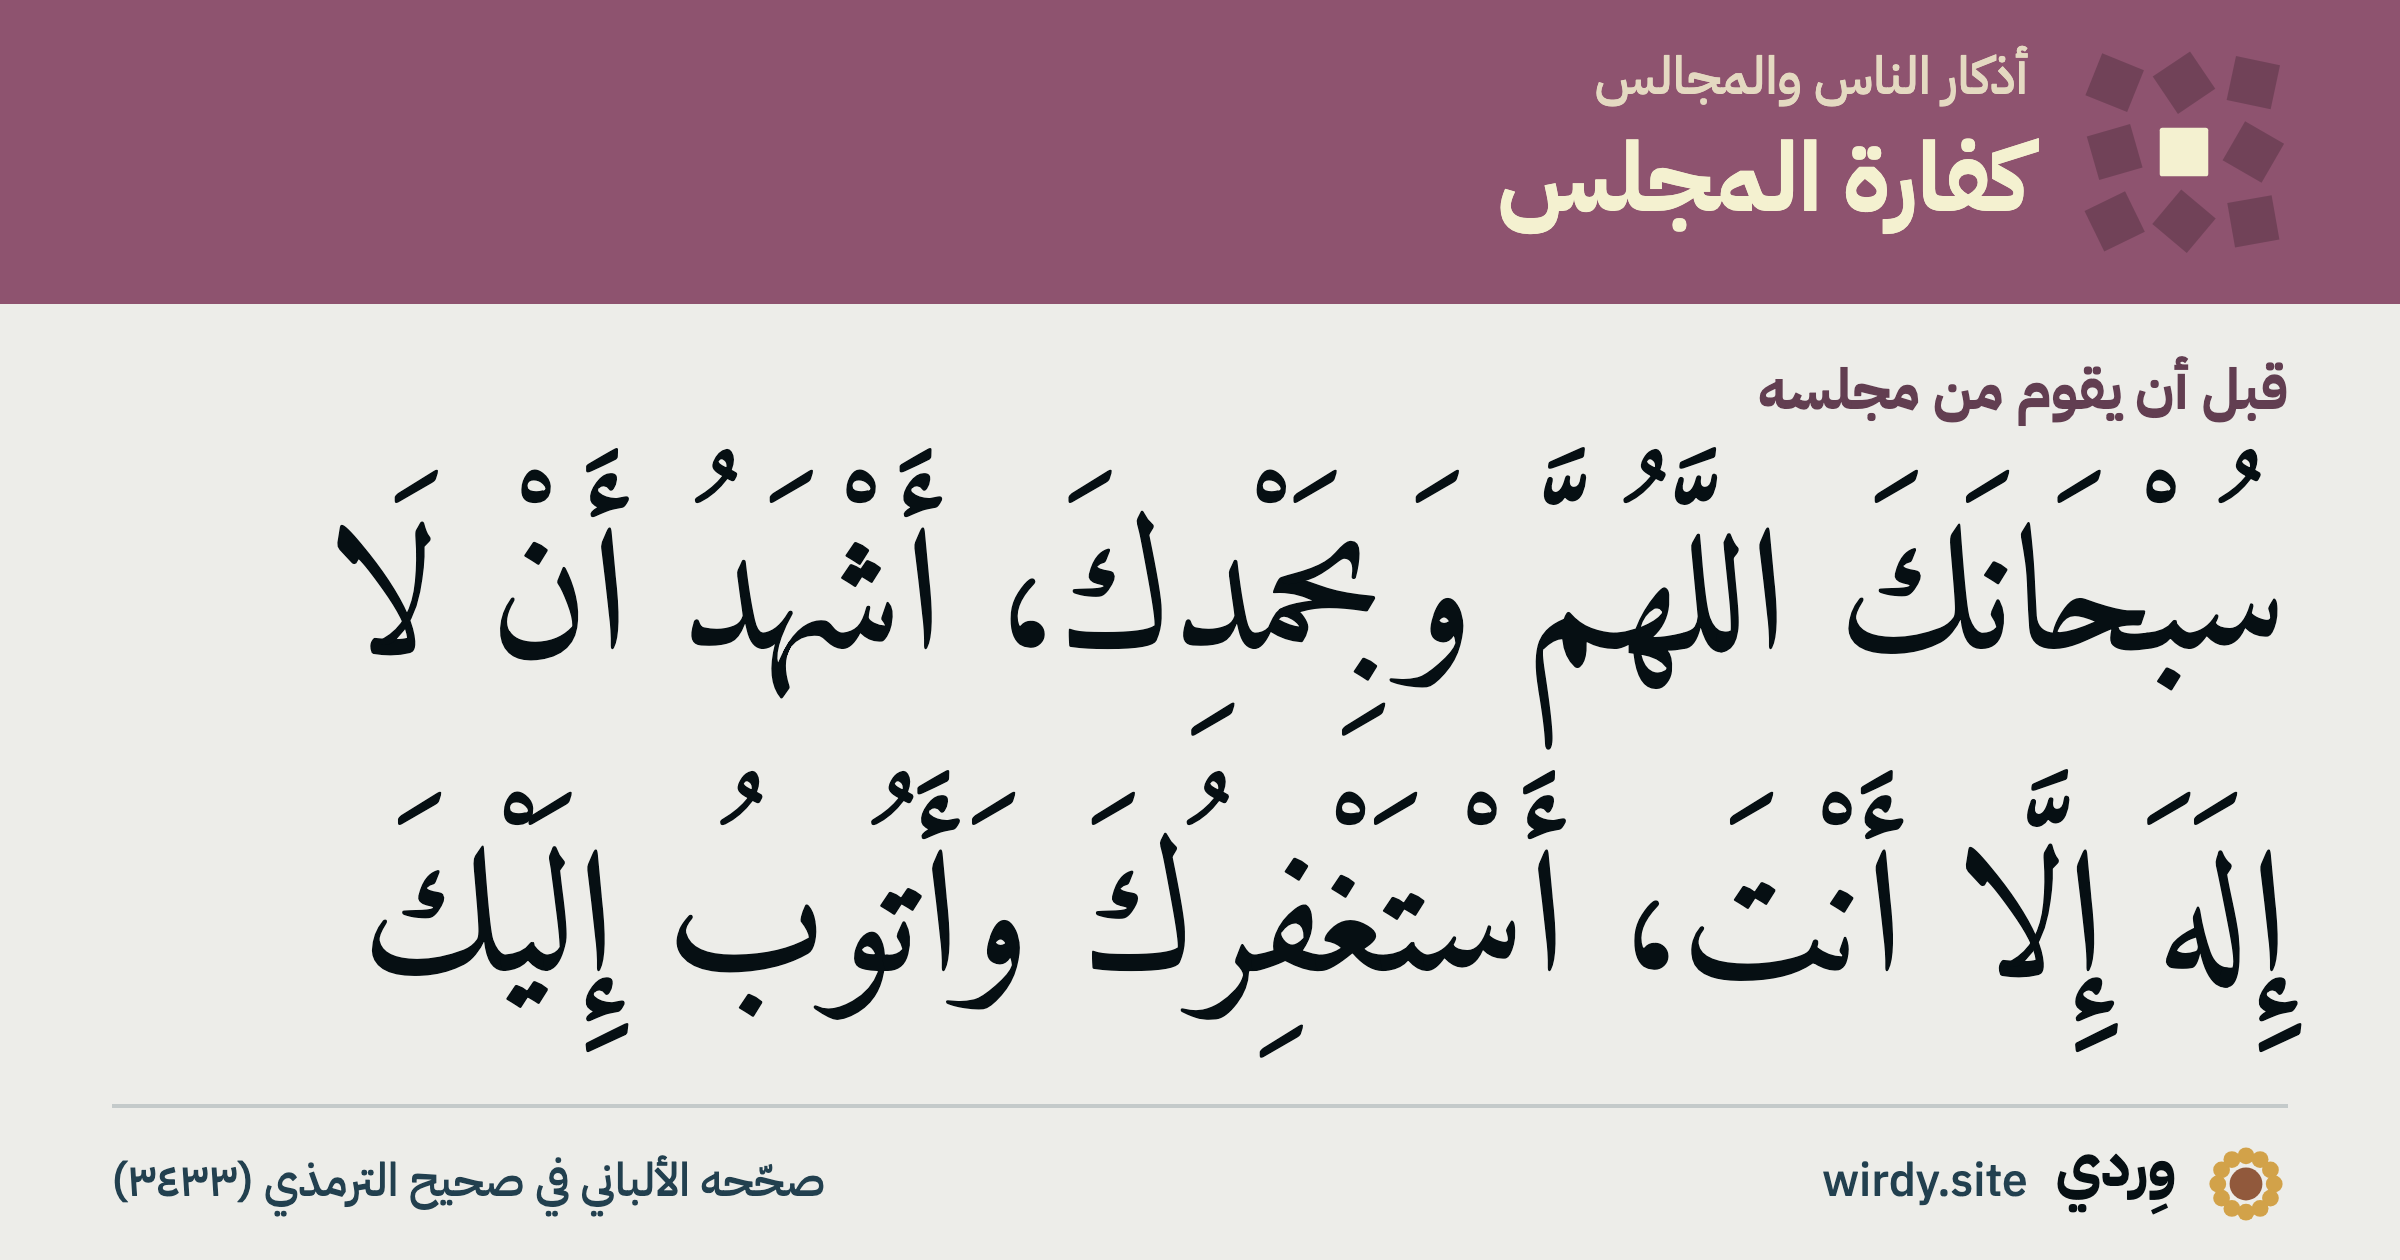 أذكار الناس والمجالس
كفارة المجلس
قبل أن يقوم من مجلسه
سُبْحَانَكَ اللَّهُمَّ وَبِحَمْدِكَ، أَشْهَدُ أَنْ لَا
إِلَهَ إِلَّا أَنْتَ، أَسْتَغْفِرُكَ وَأَتُوبُ إِلَيْكَ
وِردي wirdy.site
صحّحه الألباني في صحيح الترمذي (٣٤٣٣)